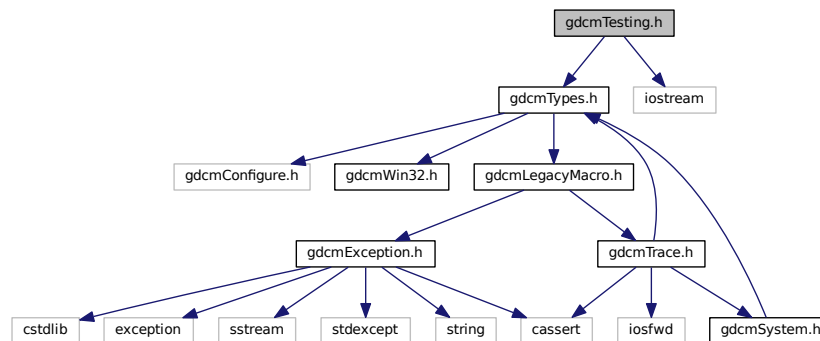 gdcmTesting.h
gdcmTypes.h
iostream
gdcmConfigure.h
gdcmWin32.h
gdcmLegacyMacro.h
gdcmException.h
gdcmTrace.h
cstdlib
exception
sstream
stdexcept
string
cassert
iosfwd
gdcmSystem.h